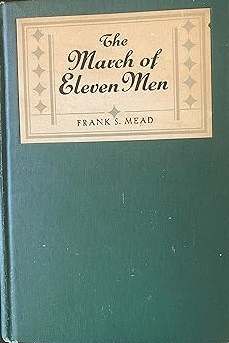 The
March of
Eleven Men
FRANK S. MEAD